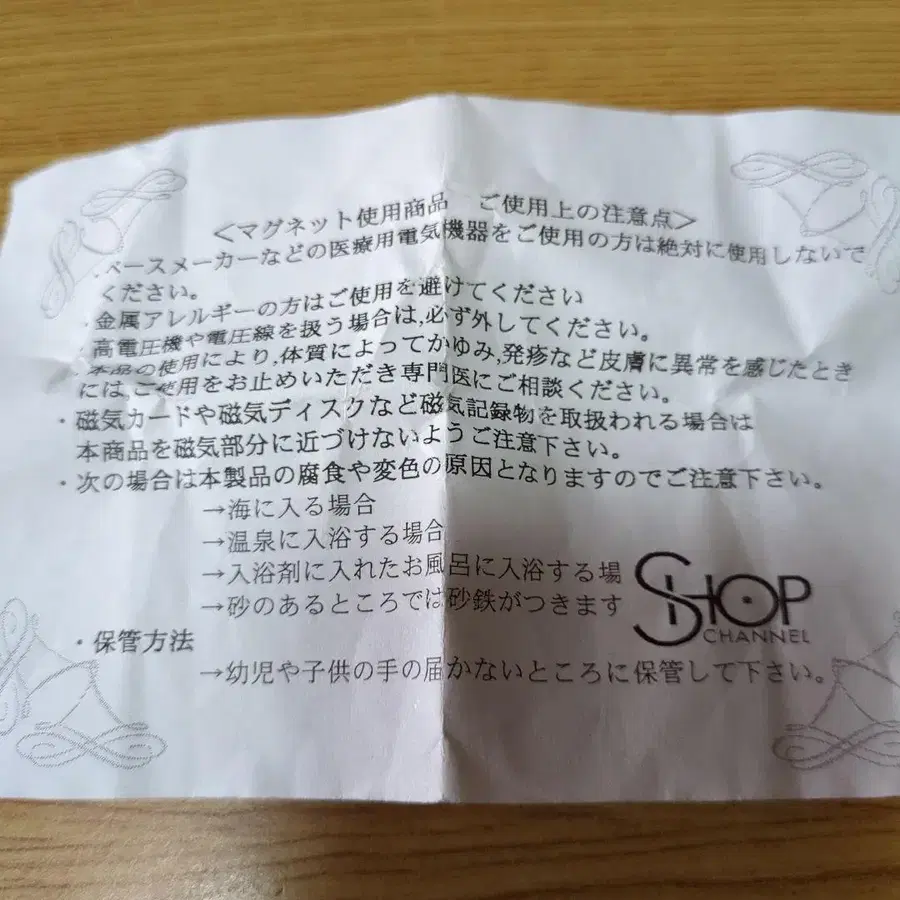 <マグネット使用商品　ご使用上の注意点>
・ペースメーカーなどの医療用電気機器をご使用の方は絶対に使用しないで
ください。
・金属アレルギーの方はご使用を避けてください
・高電圧機や電圧線を扱う場合は,必ず外してください。
・本品の使用により,体質によってかゆみ,発疹など皮膚に異常を感じたとき
には,ご使用をお止めいただき専門医にご相談ください。
・磁気カードや磁気ディスクなど磁気記録物を取扱われる場合は
本商品を磁気部分に近づけないようご注意下さい。
・次の場合は本製品の腐食や変色の原因となりますのでご注意下さい。
→海に入る場合
→温泉に入浴する場合
→入浴剤に入れたお風呂に入浴する場
→砂のあるところでは砂鉄がつきます
SHOP
CHANNEL
・保管方法
→幼児や子供の手の届かないところに保管して下さい。